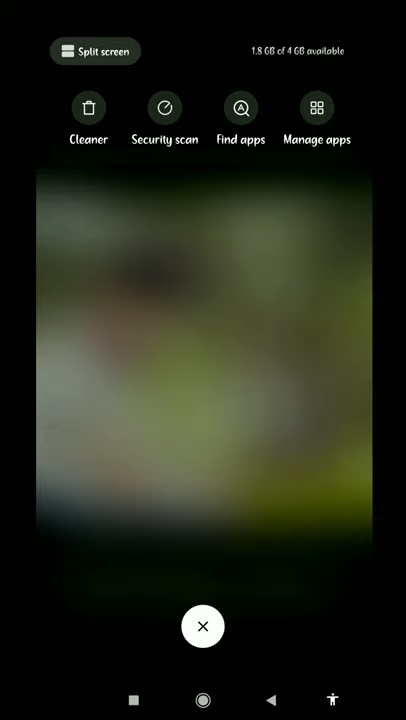 Split screen
1.8 GB of 4 GB available
Cleaner
Security scan
Find apps
Manage apps